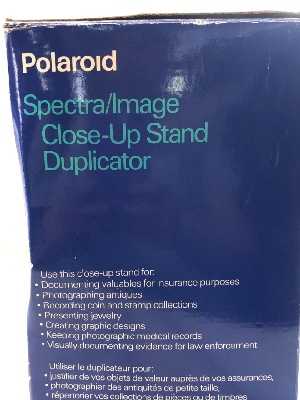 Polaroid
Spectra/Image
Close-Up Stand
Duplicator
Use this close-up stand for:
• Documenting valuables for insurance purposes
• Photographing antiques
• Recording coin and stamp collections
• Presenting jewelry
• Creating graphic designs
• Keeping photographic medical records
• Visually documenting evidence for law enforcement
Utiliser le duplicateur pour:
• justifier de vos objets de valeur auprès de vos assurances,
• photographier des antiquités de petite taille,
• répertorier vos collections de pièces ou de timbres